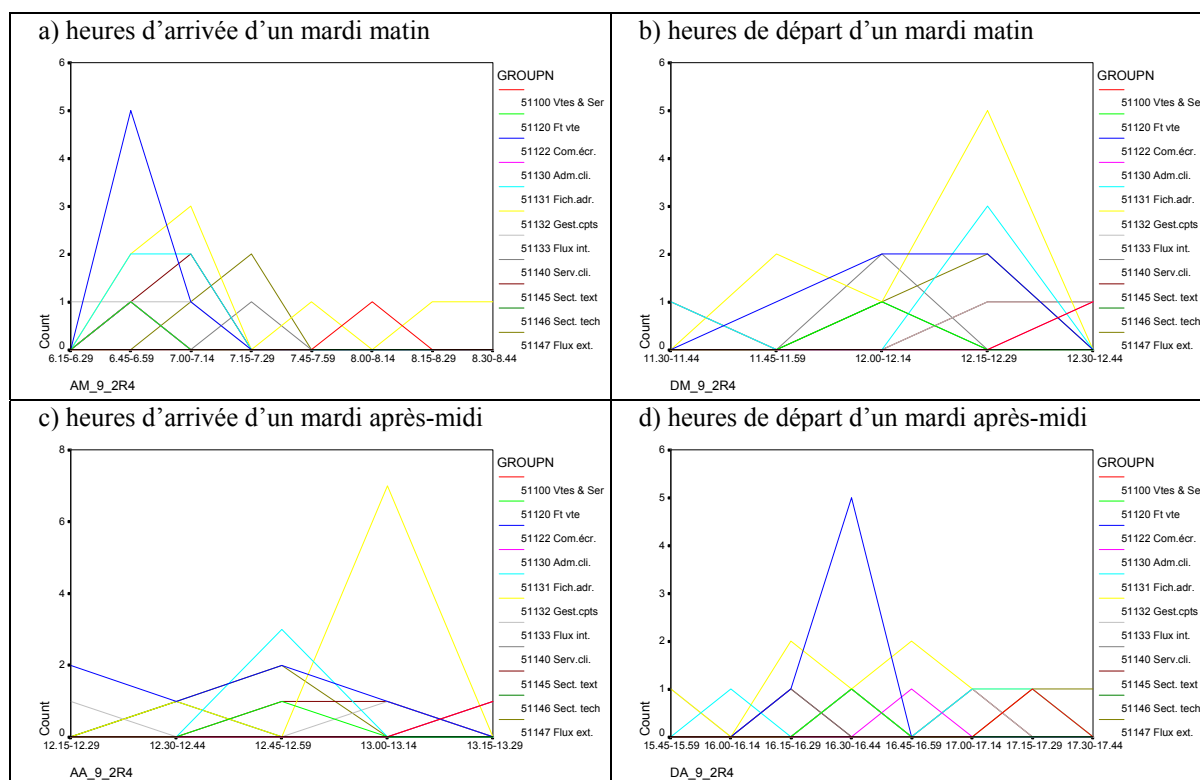 a) heures d'arrivée d'un mardi matin
6
5
4
3
2
1
0
Count
6.15-6.29
6.45-6.59
7.00-7.14
7.15-7.29
7.45-7.59
8.00-8.14
8.15-8.29
8.30-8.44
AM_9_2R4
GROUPN
51100 Vtes & Ser
51120 Ft vte
51122 Com.écr.
51130 Adm.cli.
51131 Fich.adr.
51132 Gest.cpts
51133 Flux int.
51140 Serv.cli.
51145 Sect. text
51146 Sect. tech
51147 Flux ext.
b) heures de départ d'un mardi matin
6
5
4
3
2
1
0
Count
11.30-11.44
11.45-11.59
12.00-12.14
12.15-12.29
12.30-12.44
DM_9_2R4
GROUPN
51100 Vtes & Ser
51120 Ft vte
51122 Com.écr.
51130 Adm.cli.
51131 Fich.adr.
51132 Gest.cpts
51133 Flux int.
51140 Serv.cli.
51145 Sect. text
51146 Sect. tech
51147 Flux ext.
c) heures d'arrivée d'un mardi après-midi
8
6
4
2
0
Count
12.15-12.29
12.30-12.44
12.45-12.59
13.00-13.14
13.15-13.29
AA_9_2R4
GROUPN
51100 Vtes & Ser
51120 Ft vte
51122 Com.écr.
51130 Adm.cli.
51131 Fich.adr.
51132 Gest.cpts
51133 Flux int.
51140 Serv.cli.
51145 Sect. text
51146 Sect. tech
51147 Flux ext.
d) heures de départ d'un mardi après-midi
6
5
4
3
2
1
0
Count
15.45-15.59
16.00-16.14
16.15-16.29
16.30-16.44
16.45-16.59
17.00-17.14
17.15-17.29
17.30-17.44
DA_9_2R4
GROUPN
51100 Vtes & Ser
51120 Ft vte
51122 Com.écr.
51130 Adm.cli.
51131 Fich.adr.
51132 Gest.cpts
51133 Flux int.
51140 Serv.cli.
51145 Sect. text
51146 Sect. tech
51147 Flux ext.